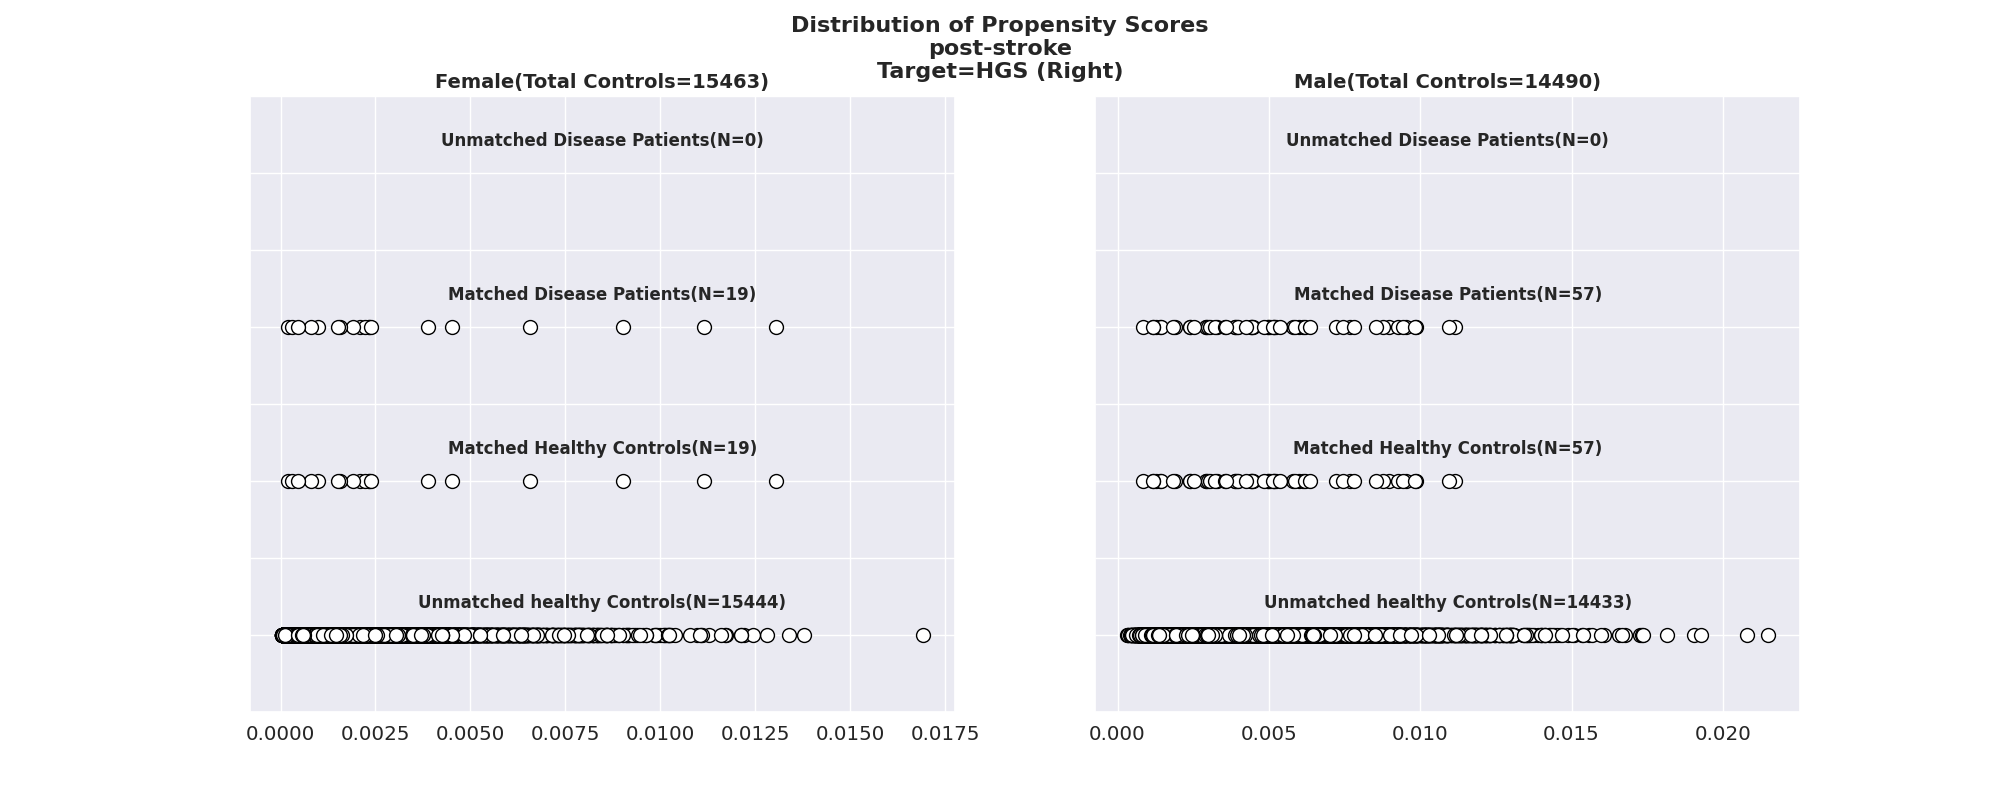 Distribution of Propensity Scores
post-stroke
Target=HGS (Right)
Female(Total Controls=15463)
Unmatched Disease Patients(N=0)
Matched Disease Patients(N=19)
Matched Healthy Controls(N=19)
Unmatched healthy Controls(N=15444)
0.0000 0.0025 0.0050 0.0075 0.0100 0.0125 0.0150 0.0175
Male(Total Controls=14490)
Unmatched Disease Patients(N=0)
Matched Disease Patients(N=57)
Matched Healthy Controls(N=57)
Unmatched healthy Controls(N=14433)
0.000 0.005 0.010 0.015 0.020